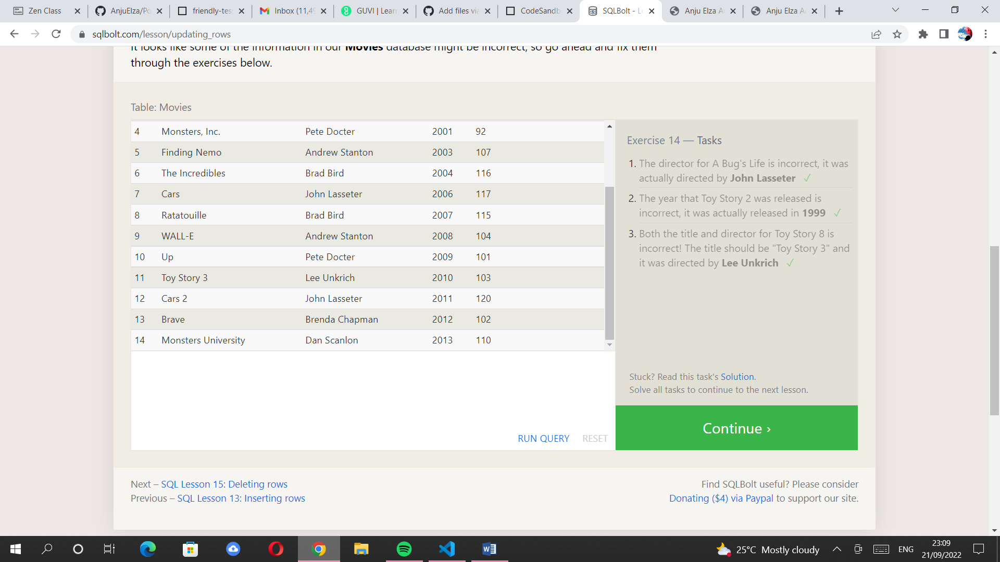 Zen Class
AnjuElza/Po
friendly-tes
Inbox (11,49
GUVI | Lear
Add files via
CodeSandb
SQLBolt - Le
Anju Elza A
Anju Elza A
sqlbolt.com/lesson/updating_rows
It looks like some of the information in our Movies database might be incorrect, so go ahead and fix them
through the exercises below.
Table: Movies
4 Monsters, Inc. Pete Docter 2001 92
5 Finding Nemo Andrew Stanton 2003 107
6 The Incredibles Brad Bird 2004 116
7 Cars John Lasseter 2006 117
8 Ratatouille Brad Bird 2007 115
9 WALL-E Andrew Stanton 2008 104
10 Up Pete Docter 2009 101
11 Toy Story 3 Lee Unkrich 2010 103
12 Cars 2 John Lasseter 2011 120
13 Brave Brenda Chapman 2012 102
14 Monsters University Dan Scanlon 2013 110
RUN QUERY RESET
Exercise 14 — Tasks
1. The director for A Bug's Life is incorrect, it was
actually directed by John Lasseter ✓
2. The year that Toy Story 2 was released is
incorrect, it was actually released in 1999 ✓
3. Both the title and director for Toy Story 8 is
incorrect! The title should be "Toy Story 3" and
it was directed by Lee Unkrich ✓
Stuck? Read this task's Solution.
Solve all tasks to continue to the next lesson.
Continue ›
Next – SQL Lesson 15: Deleting rows
Previous – SQL Lesson 13: Inserting rows
Find SQLBolt useful? Please consider
Donating ($4) via Paypal to support our site.
25°C Mostly cloudy
ENG
23:09
21/09/2022